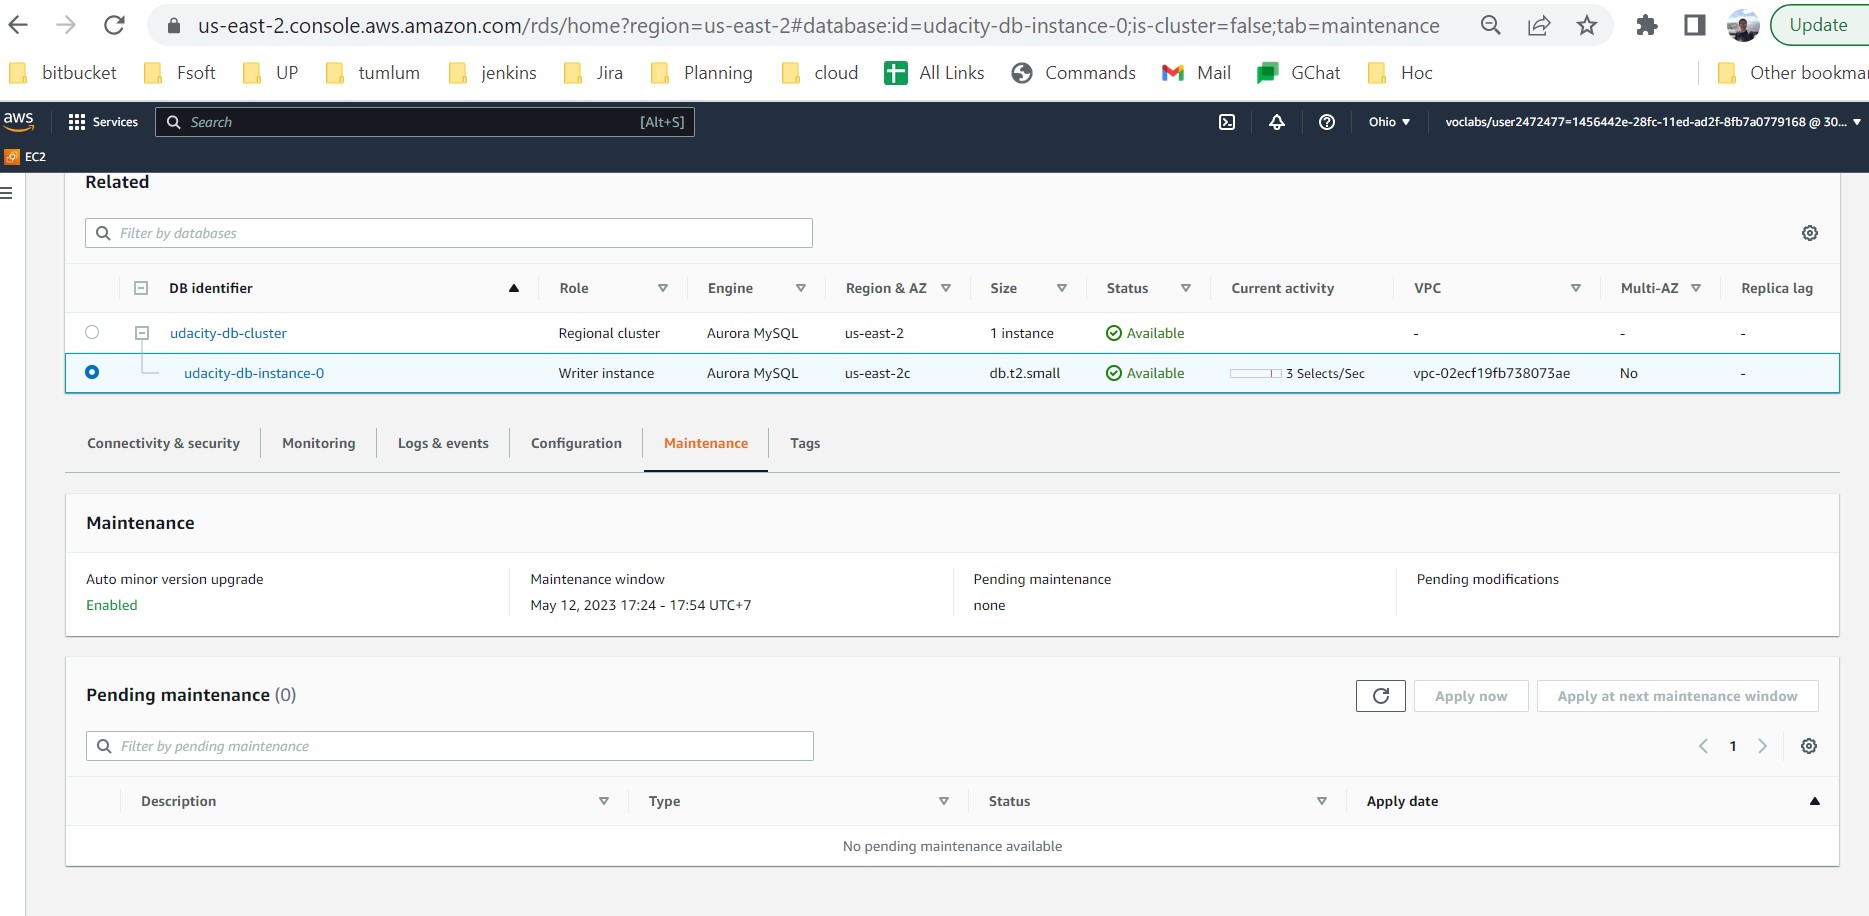 us-east-2.console.aws.amazon.com/rds/home?region=us-east-2#database:id=udacity-db-instance-0;is-cluster=false;tab=maintenance
Update
bitbucket Fsoft UP tumlum jenkins Jira Planning cloud All Links Commands Mail GChat Hoc Other bookmar
aws Services Search [Alt+S] Ohio voclabs/user2472477=1456442e-28fc-11ed-ad2f-8fb7a0779168 @ 30...
EC2
Related
Filter by databases
DB identifier Role Engine Region & AZ Size Status Current activity VPC Multi-AZ Replica lag
udacity-db-cluster Regional cluster Aurora MySQL us-east-2 1 instance Available - - -
udacity-db-instance-0 Writer instance Aurora MySQL us-east-2c db.t2.small Available 3 Selects/Sec vpc-02ecf19fb738073ae No -
Connectivity & security Monitoring Logs & events Configuration Maintenance Tags
Maintenance
Auto minor version upgrade Maintenance window Pending maintenance Pending modifications
Enabled May 12, 2023 17:24 - 17:54 UTC+7 none
Pending maintenance (0) Apply now Apply at next maintenance window
Filter by pending maintenance 1
Description Type Status Apply date
No pending maintenance available